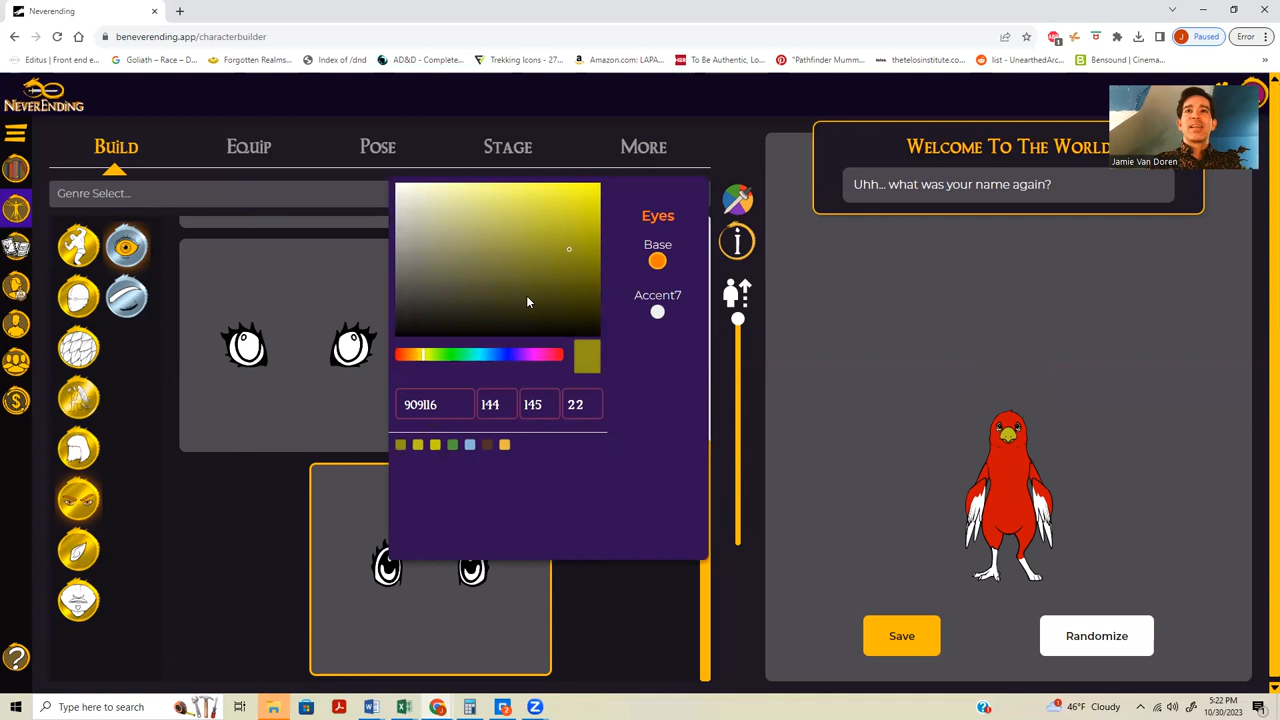 Neverending
beneverending.app/characterbuilder
Paused
Error
Editus | Front end e...
Goliath – Race – D...
Forgotten Realms...
Index of /dnd
AD&D - Complete...
Trekking Icons - 27...
Amazon.com: LAPA...
To Be Authentic, Lo...
"Pathfinder Mumm...
www.thetelosinstitute.co...
reddit - UnearthedArc...
Bensound | Cinema...
NeverEnding
Build
Equip
Pose
Stage
More
Genre Select...
Eyes
Base
Accent7
909116
144
145
22
Welcome To The World
Uhh... what was your name again?
Jamie Van Doren
Save
Randomize
Type here to search
46°F Cloudy
5:22 PM
10/30/2023